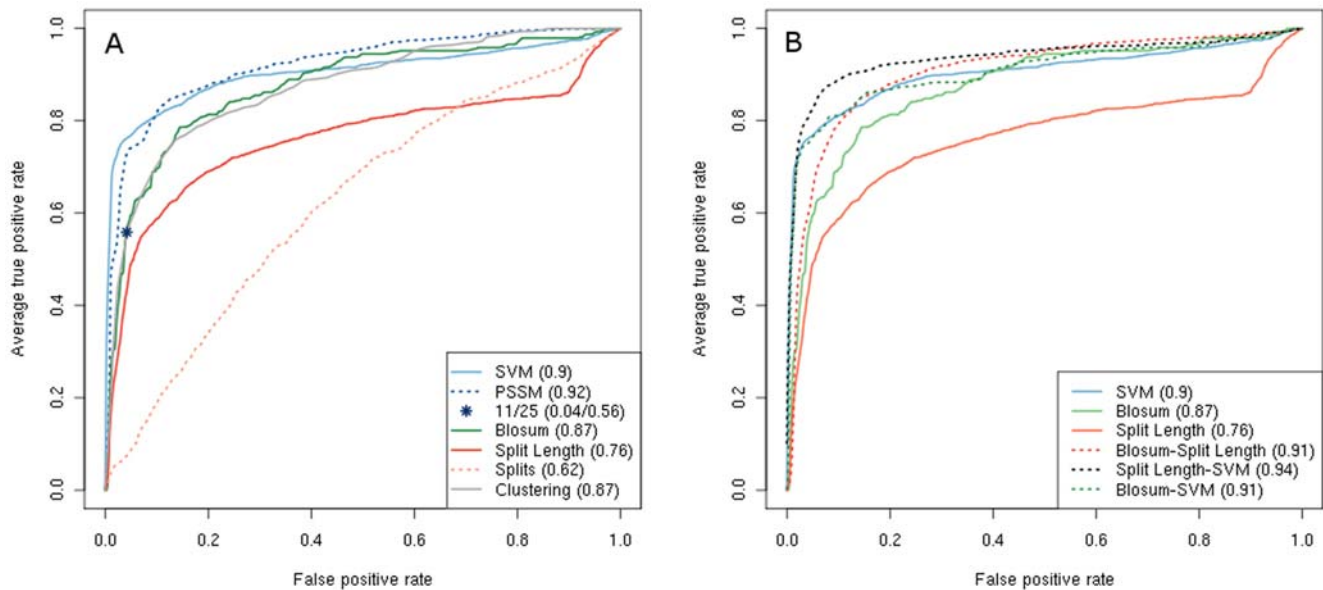 A
Average true positive rate
1.0
0.8
0.6
0.4
0.2
0.0
SVM (0.9)
PSSM (0.92)
11/25 (0.04/0.56)
Blosum (0.87)
Split Length (0.76)
Splits (0.62)
Clustering (0.87)
0.0 0.2 0.4 0.6 0.8 1.0
False positive rate
B
Average true positive rate
1.0
0.8
0.6
0.4
0.2
0.0
SVM (0.9)
Blosum (0.87)
Split Length (0.76)
Blosum-Split Length (0.91)
Split Length-SVM (0.94)
Blosum-SVM (0.91)
0.0 0.2 0.4 0.6 0.8 1.0
False positive rate